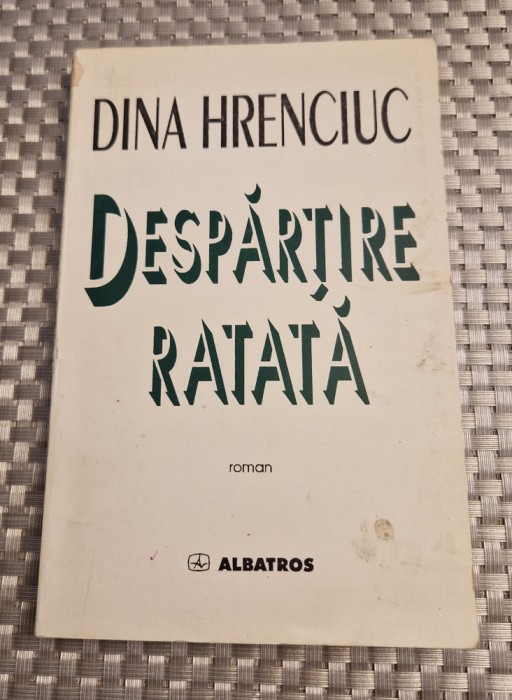 DINA HRENCIUC
DESPĂRȚIRE
RATATĂ
roman
ALBATROS